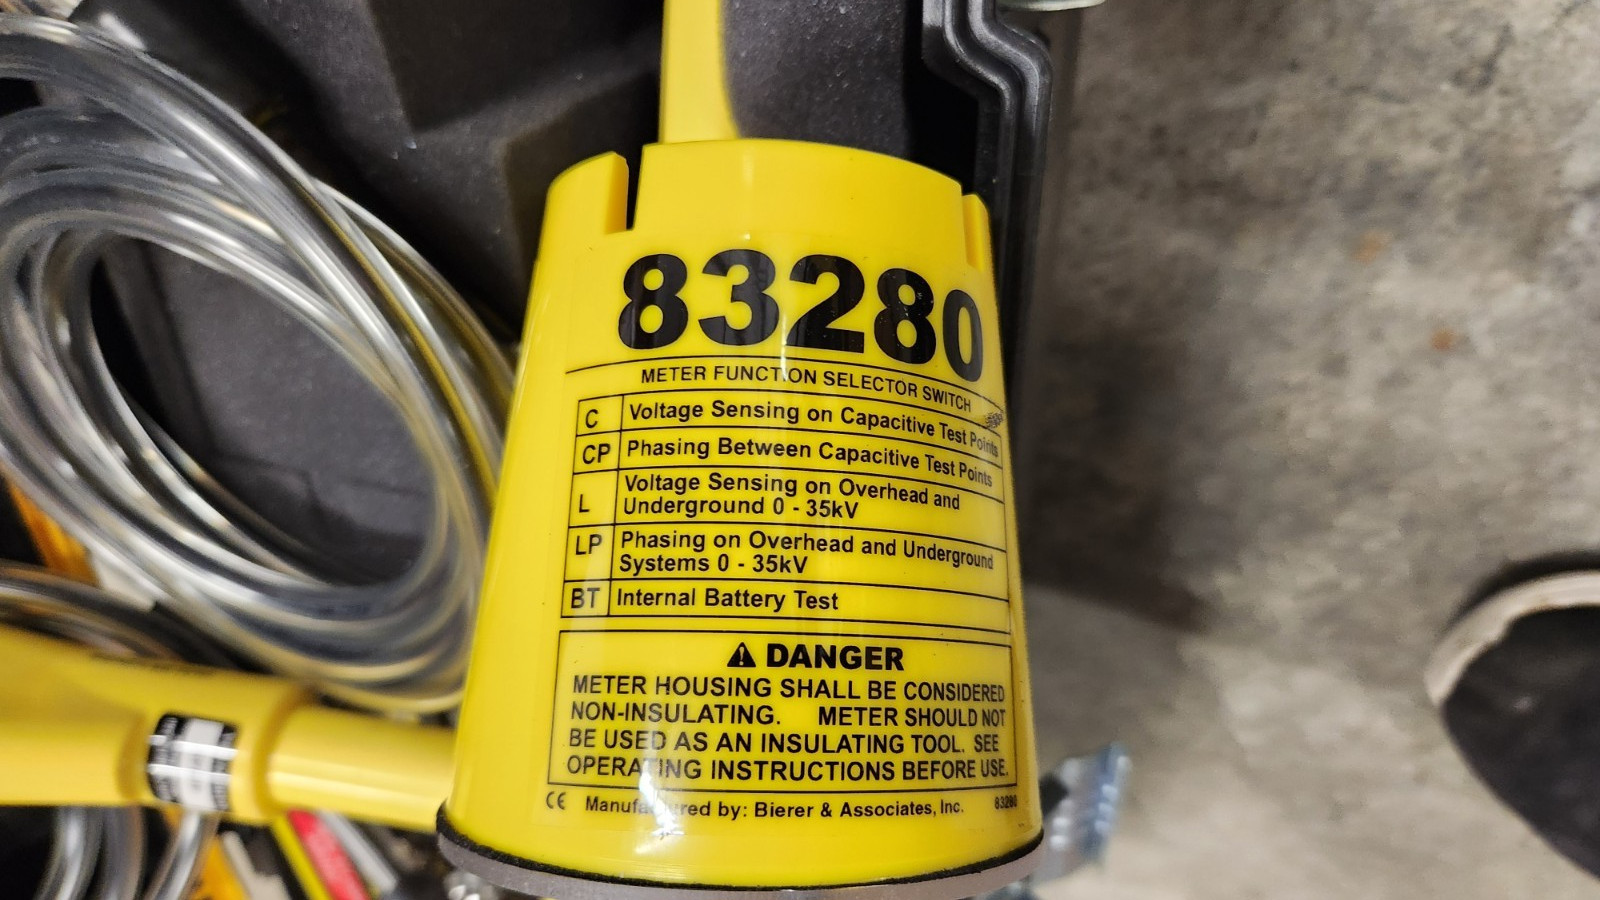 83280
METER FUNCTION SELECTOR SWITCH
C Voltage Sensing on Capacitive Test Points
CP Phasing Between Capacitive Test Points
L Voltage Sensing on Overhead and
Underground 0 - 35kV
LP Phasing on Overhead and Underground
Systems 0 - 35kV
BT Internal Battery Test
DANGER
METER HOUSING SHALL BE CONSIDERED
NON-INSULATING. METER SHOULD NOT
BE USED AS AN INSULATING TOOL. SEE
OPERATING INSTRUCTIONS BEFORE USE.
CE Manufactured by: Bierer & Associates, Inc. 83280